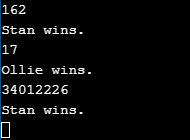 162
Stan wins.
17
Ollie wins.
34012226
Stan wins.